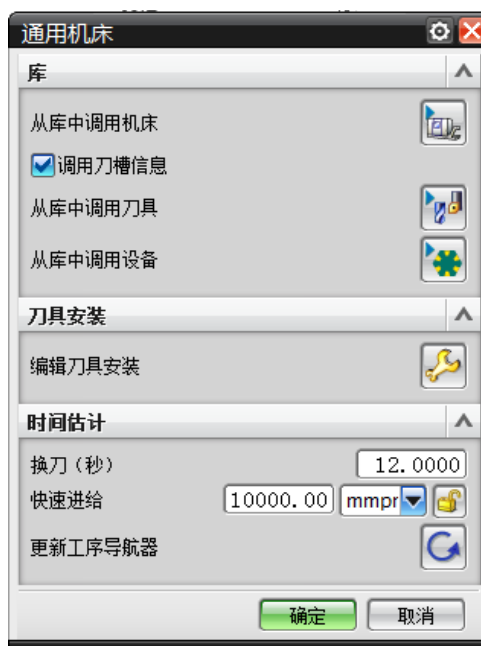 通用机床
库
从库中调用机床
调用刀槽信息
从库中调用刀具
从库中调用设备
刀具安装
编辑刀具安装
时间估计
换刀（秒） 12.0000
快速进给 10000.00 mmpr
更新工序导航器
确定 取消